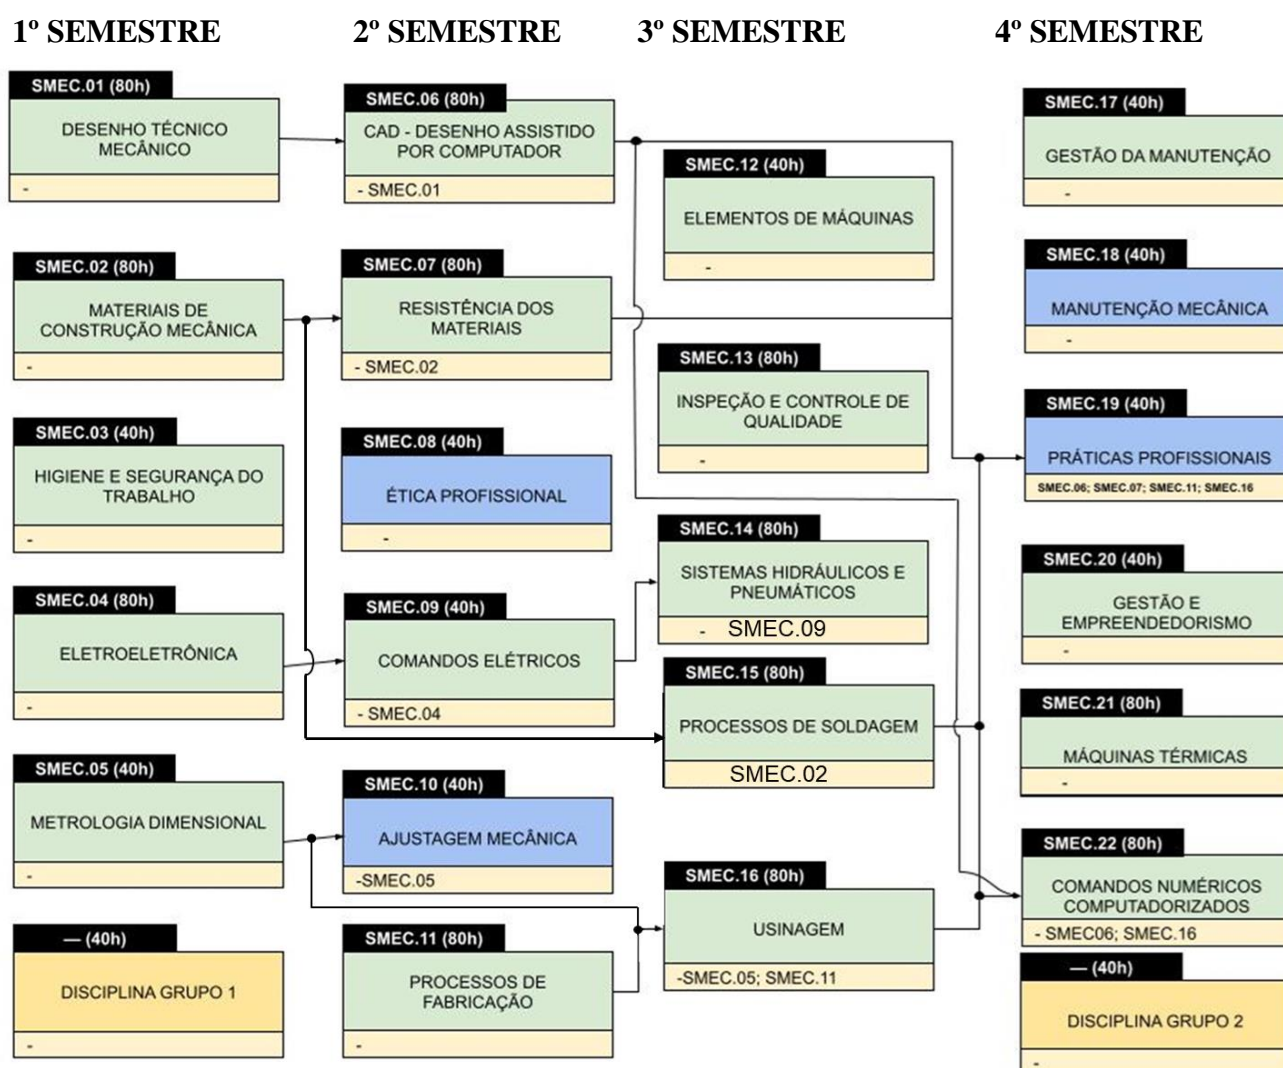 1º SEMESTRE
2º SEMESTRE
3º SEMESTRE
4º SEMESTRE
SMEC.01 (80h)
DESENHO TÉCNICO
MECÂNICO
-
SMEC.02 (80h)
MATERIAIS DE
CONSTRUÇÃO MECÂNICA
-
SMEC.03 (40h)
HIGIENE E SEGURANÇA DO
TRABALHO
-
SMEC.04 (80h)
ELETROELETRÔNICA
-
SMEC.05 (40h)
METROLOGIA DIMENSIONAL
-
— (40h)
DISCIPLINA GRUPO 1
-
SMEC.06 (80h)
CAD - DESENHO ASSISTIDO
POR COMPUTADOR
- SMEC.01
SMEC.07 (80h)
RESISTÊNCIA DOS
MATERIAIS
- SMEC.02
SMEC.08 (40h)
ÉTICA PROFISSIONAL
-
SMEC.09 (40h)
COMANDOS ELÉTRICOS
- SMEC.04
SMEC.10 (40h)
AJUSTAGEM MECÂNICA
-SMEC.05
SMEC.11 (80h)
PROCESSOS DE
FABRICAÇÃO
-
SMEC.12 (40h)
ELEMENTOS DE MÁQUINAS
-
SMEC.13 (80h)
INSPEÇÃO E CONTROLE DE
QUALIDADE
-
SMEC.14 (80h)
SISTEMAS HIDRÁULICOS E
PNEUMÁTICOS
- SMEC.09
SMEC.15 (80h)
PROCESSOS DE SOLDAGEM
SMEC.02
SMEC.16 (80h)
USINAGEM
-SMEC.05; SMEC.11
SMEC.17 (40h)
GESTÃO DA MANUTENÇÃO
-
SMEC.18 (40h)
MANUTENÇÃO MECÂNICA
-
SMEC.19 (40h)
PRÁTICAS PROFISSIONAIS
SMEC.06; SMEC.07; SMEC.11; SMEC.16
SMEC.20 (40h)
GESTÃO E
EMPREENDEDORISMO
-
SMEC.21 (80h)
MÁQUINAS TÉRMICAS
-
SMEC.22 (80h)
COMANDOS NUMÉRICOS
COMPUTADORIZADOS
- SMEC06; SMEC.16
— (40h)
DISCIPLINA GRUPO 2
-